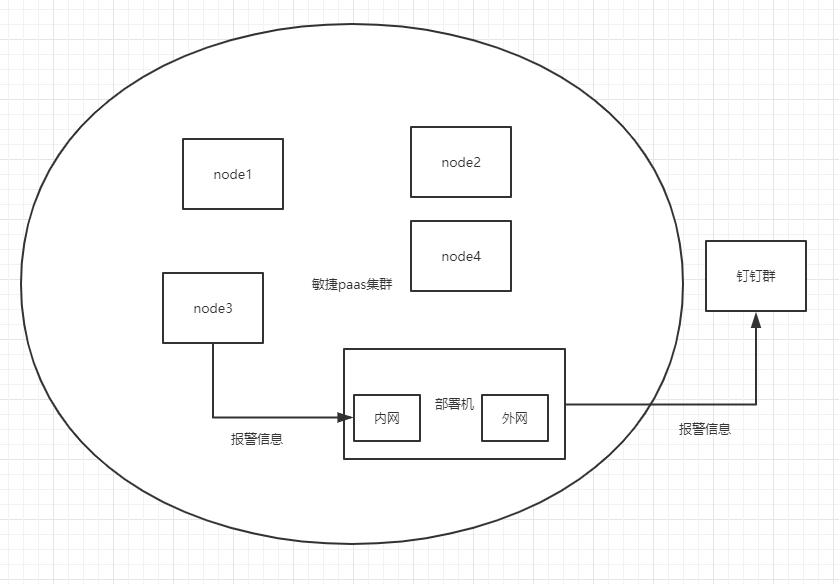 node1
node2
node4
敏捷paas集群
钉钉群
node3
部署机
内网
外网
报警信息
报警信息